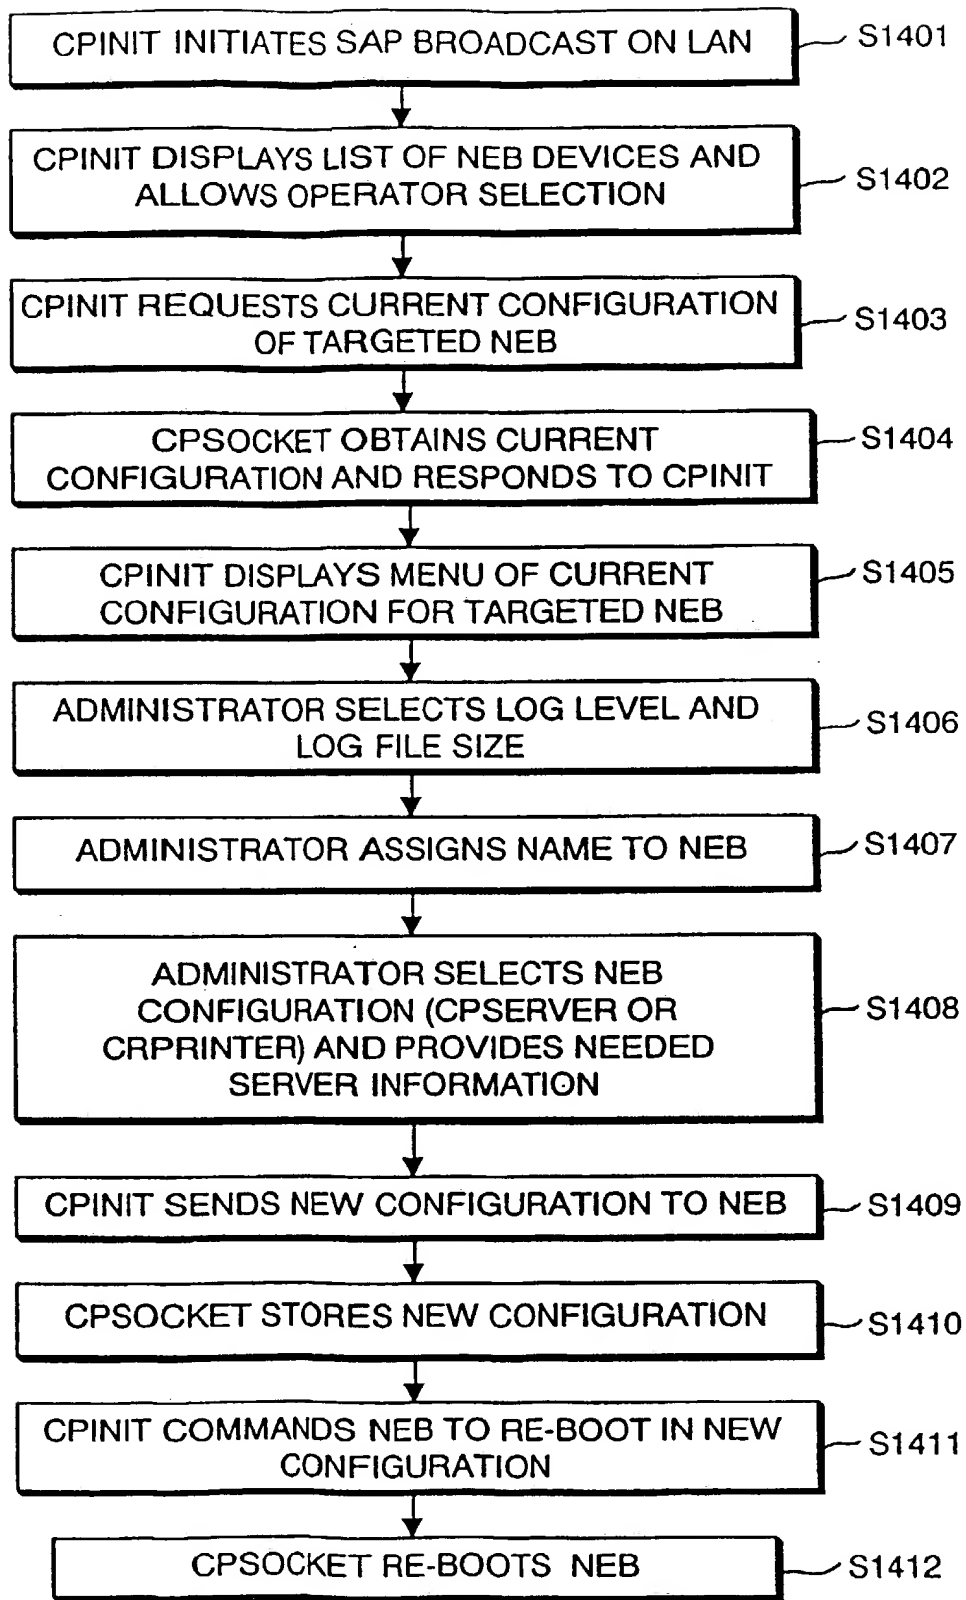 CPINIT INITIATES SAP BROADCAST ON LAN
S1401
CPINIT DISPLAYS LIST OF NEB DEVICES AND
ALLOWS OPERATOR SELECTION
S1402
CPINIT REQUESTS CURRENT CONFIGURATION
OF TARGETED NEB
S1403
CPSOCKET OBTAINS CURRENT
CONFIGURATION AND RESPONDS TO CPINIT
S1404
CPINIT DISPLAYS MENU OF CURRENT
CONFIGURATION FOR TARGETED NEB
S1405
ADMINISTRATOR SELECTS LOG LEVEL AND
LOG FILE SIZE
S1406
ADMINISTRATOR ASSIGNS NAME TO NEB
S1407
ADMINISTRATOR SELECTS NEB
CONFIGURATION (CPSERVER OR
CRPRINTER) AND PROVIDES NEEDED
SERVER INFORMATION
S1408
CPINIT SENDS NEW CONFIGURATION TO NEB
S1409
CPSOCKET STORES NEW CONFIGURATION
S1410
CPINIT COMMANDS NEB TO RE-BOOT IN NEW
CONFIGURATION
S1411
CPSOCKET RE-BOOTS NEB
S1412